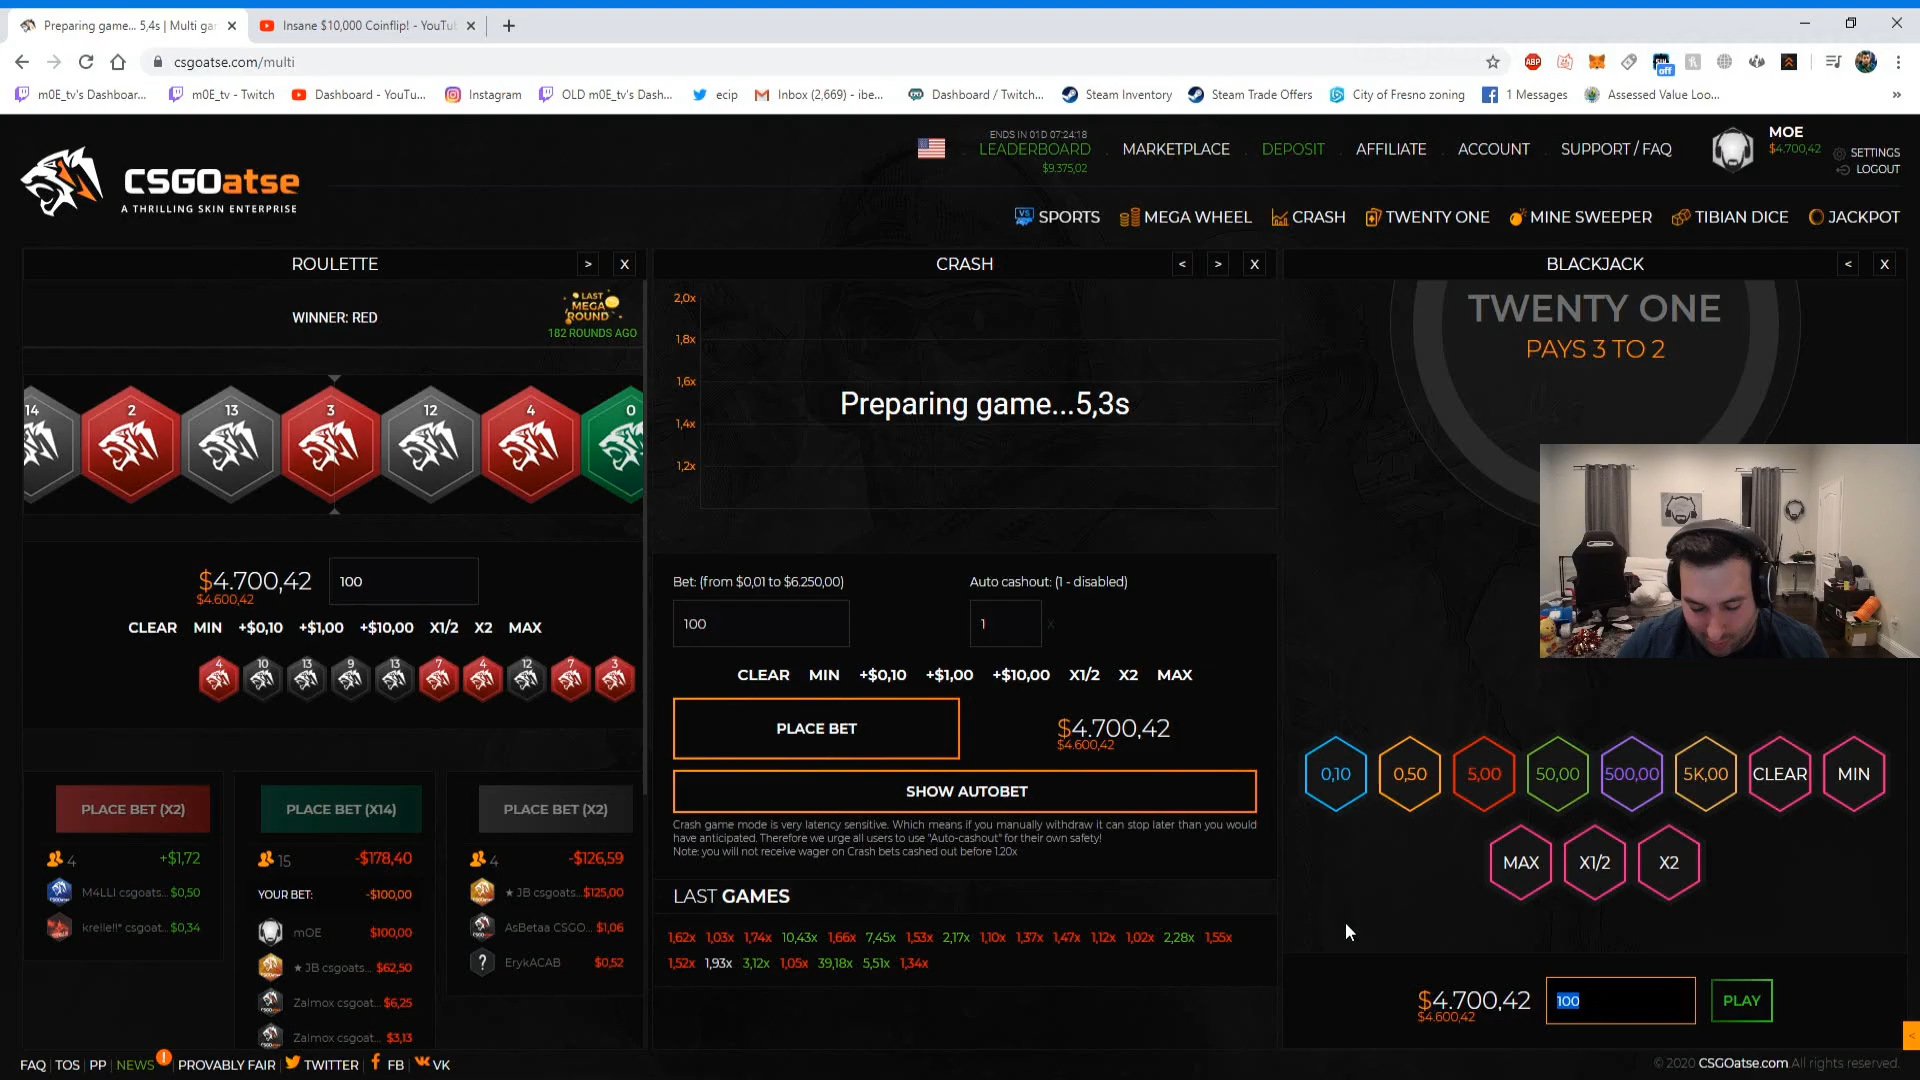 Preparing game... 5,4s | Multi gam
Insane $10,000 Coinflip! - YouTu
csgoatse.com/multi
ABP
off
m0E_tv's Dashboar...
m0E_tv - Twitch
Dashboard - YouTu...
Instagram
OLD m0E_tv's Dash...
ecip
Inbox (2,669) - ibe...
Dashboard / Twitch...
Steam Inventory
Steam Trade Offers
City of Fresno zoning
1 Messages
Assessed Value Loo...
»
CSGOatse
A THRILLING SKIN ENTERPRISE
ENDS IN 01D 07:24:18
LEADERBOARD
$9.375,02
MARKETPLACE
DEPOSIT
AFFILIATE
ACCOUNT
SUPPORT / FAQ
MOE
$4.700,42
SETTINGS
LOGOUT
VS SPORTS
MEGA WHEEL
CRASH
TWENTY ONE
MINE SWEEPER
TIBIAN DICE
JACKPOT
ROULETTE > X
WINNER: RED
LAST MEGA ROUND
182 ROUNDS AGO
14 2 13 3 12 4 0
$4.700,42 100
$4.600,42
CLEAR MIN +$0,10 +$1,00 +$10,00 X1/2 X2 MAX
4 10 13 9 13 7 4 12 7 3
PLACE BET (X2)
4 +$1,72
M4LLI csgoats... $0,50
krelle!!* csgoat... $0,34
PLACE BET (X14)
15 -$178,40
YOUR BET: -$100,00
mOE $100,00
★ JB csgoats... $62,50
Zalmox csgoat... $6,25
Zalmox csgoat... $3,13
PLACE BET (X2)
4 -$126,59
★ JB csgoats... $125,00
AsBetaa CSGO... $1,06
? ErykACAB $0,52
CRASH < > X
2,0x
1,8x
1,6x
1,4x
1,2x
Preparing game...5,3s
Bet: (from $0,01 to $6.250,00)
Auto cashout: (1 - disabled)
100
1 x
CLEAR MIN +$0,10 +$1,00 +$10,00 X1/2 X2 MAX
PLACE BET
$4.700,42
$4.600,42
SHOW AUTOBET
Crash game mode is very latency sensitive. Which means if you manually withdraw it can stop later than you would
have anticipated. Therefore we urge all users to use "Auto-cashout" for their own safety!
Note: you will not receive wager on Crash bets cashed out before 1.20x
LAST GAMES
1,62x 1,03x 1,74x 10,43x 1,66x 7,45x 1,53x 2,17x 1,10x 1,37x 1,47x 1,12x 1,02x 2,28x 1,55x
1,52x 1,93x 3,12x 1,05x 39,18x 5,51x 1,34x
BLACKJACK < X
TWENTY ONE
PAYS 3 TO 2
0,10 0,50 5,00 50,00 500,00 5K,00 CLEAR MIN
MAX X1/2 X2
$4.700,42 100 PLAY
$4.600,42
<
FAQ TOS PP NEWS ! PROVABLY FAIR TWITTER FB VK
© 2020 CSGOatse.com All rights reserved.